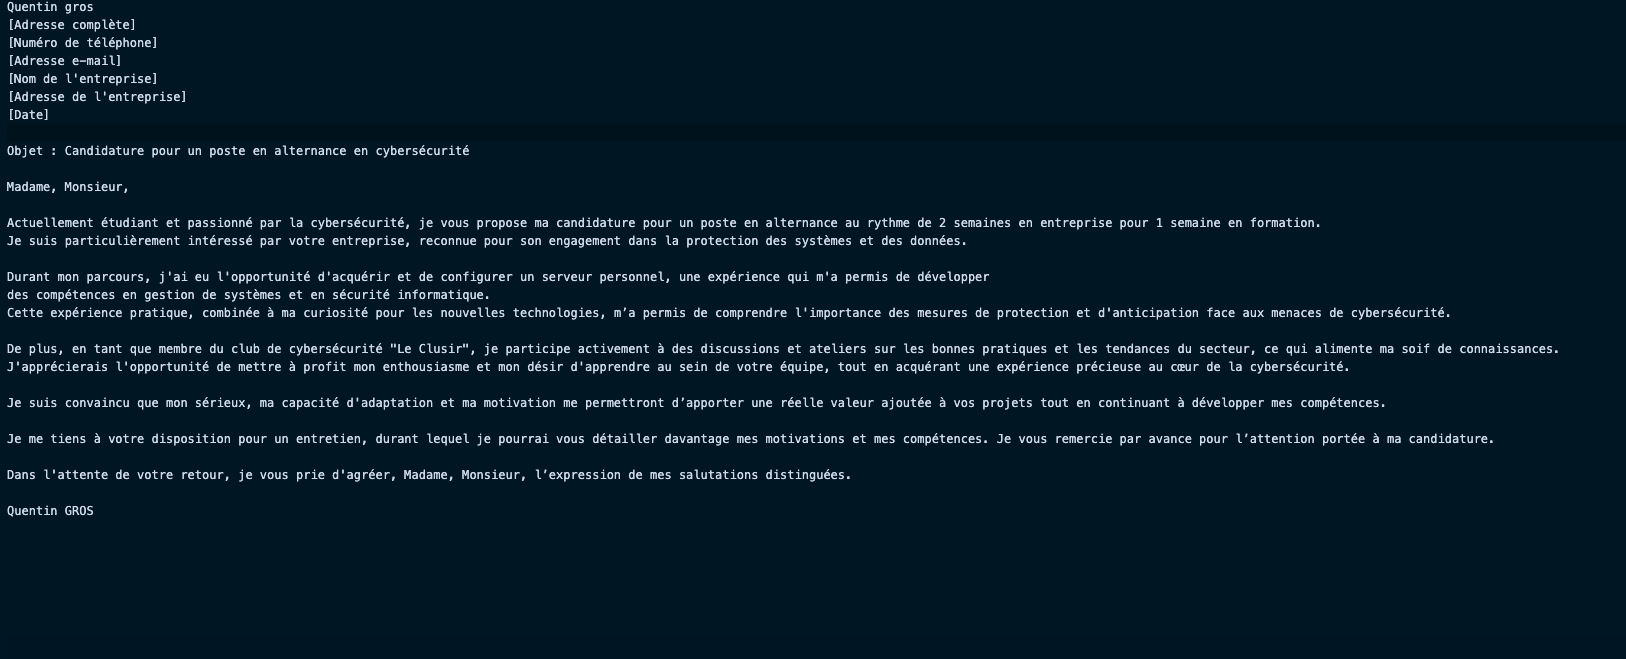 Quentin gros
[Adresse complète]
[Numéro de téléphone]
[Adresse e-mail]
[Nom de l'entreprise]
[Adresse de l'entreprise]
[Date]
Objet : Candidature pour un poste en alternance en cybersécurité
Madame, Monsieur,
Actuellement étudiant et passionné par la cybersécurité, je vous propose ma candidature pour un poste en alternance au rythme de 2 semaines en entreprise pour 1 semaine en formation.
Je suis particulièrement intéressé par votre entreprise, reconnue pour son engagement dans la protection des systèmes et des données.
Durant mon parcours, j'ai eu l'opportunité d'acquérir et de configurer un serveur personnel, une expérience qui m'a permis de développer
des compétences en gestion de systèmes et en sécurité informatique.
Cette expérience pratique, combinée à ma curiosité pour les nouvelles technologies, m’a permis de comprendre l'importance des mesures de protection et d'anticipation face aux menaces de cybersécurité.
De plus, en tant que membre du club de cybersécurité "Le Clusir", je participe activement à des discussions et ateliers sur les bonnes pratiques et les tendances du secteur, ce qui alimente ma soif de connaissances.
J'apprécierais l'opportunité de mettre à profit mon enthousiasme et mon désir d'apprendre au sein de votre équipe, tout en acquérant une expérience précieuse au cœur de la cybersécurité.
Je suis convaincu que mon sérieux, ma capacité d'adaptation et ma motivation me permettront d’apporter une réelle valeur ajoutée à vos projets tout en continuant à développer mes compétences.
Je me tiens à votre disposition pour un entretien, durant lequel je pourrai vous détailler davantage mes motivations et mes compétences. Je vous remercie par avance pour l’attention portée à ma candidature.
Dans l'attente de votre retour, je vous prie d'agréer, Madame, Monsieur, l’expression de mes salutations distinguées.
Quentin GROS